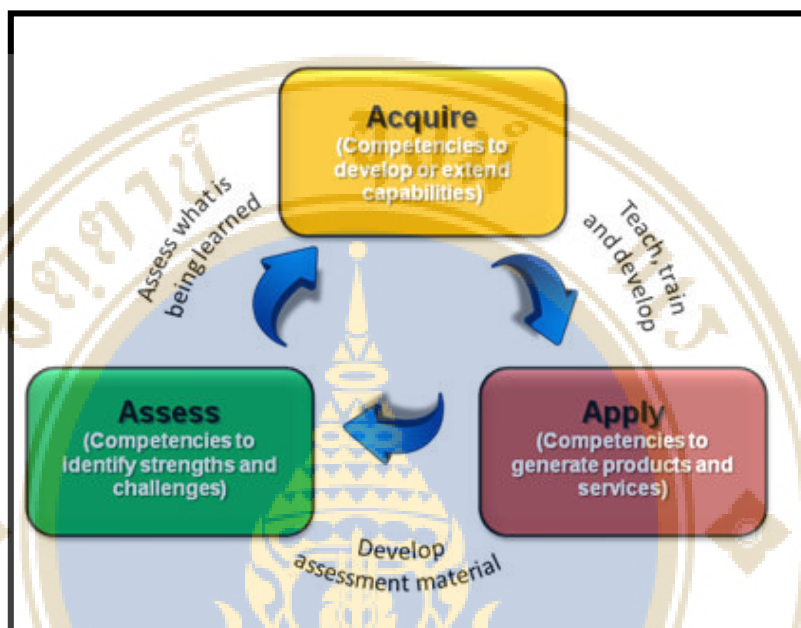 Acquire
(Competencies to
develop or extend
capabilities)
Teach, train
and develop
Apply
(Competencies to
generate products and
services)
Develop
assessment material
Assess
(Competencies to
identify strengths and
challenges)
Assess what is
being learned